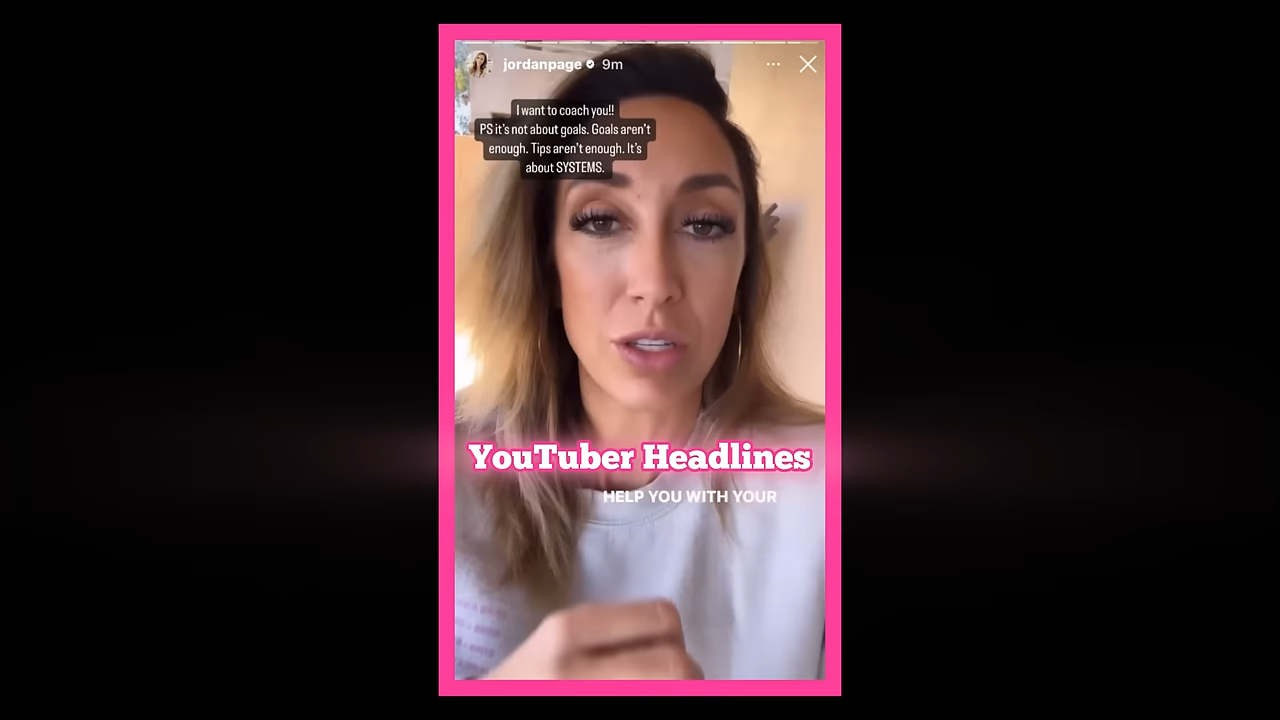 jordanpage 9m
I want to coach you!!
PS it's not about goals. Goals aren't
enough. Tips aren't enough. It's
about SYSTEMS.
YouTuber Headlines
HELP YOU WITH YOUR